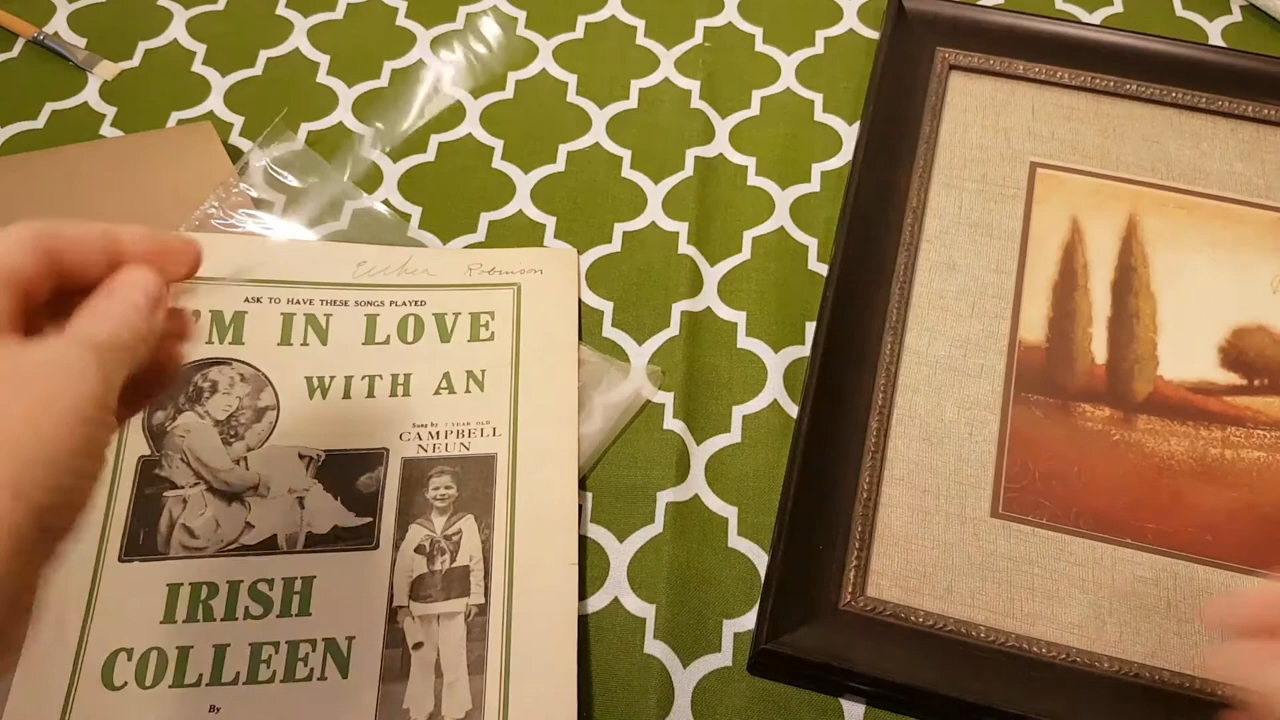 Robinson
ASK TO HAVE THESE SONGS PLAYED
'M IN LOVE
WITH AN
Sung by 7 YEAR OLD
CAMPBELL
NEUN
IRISH
COLLEEN
By